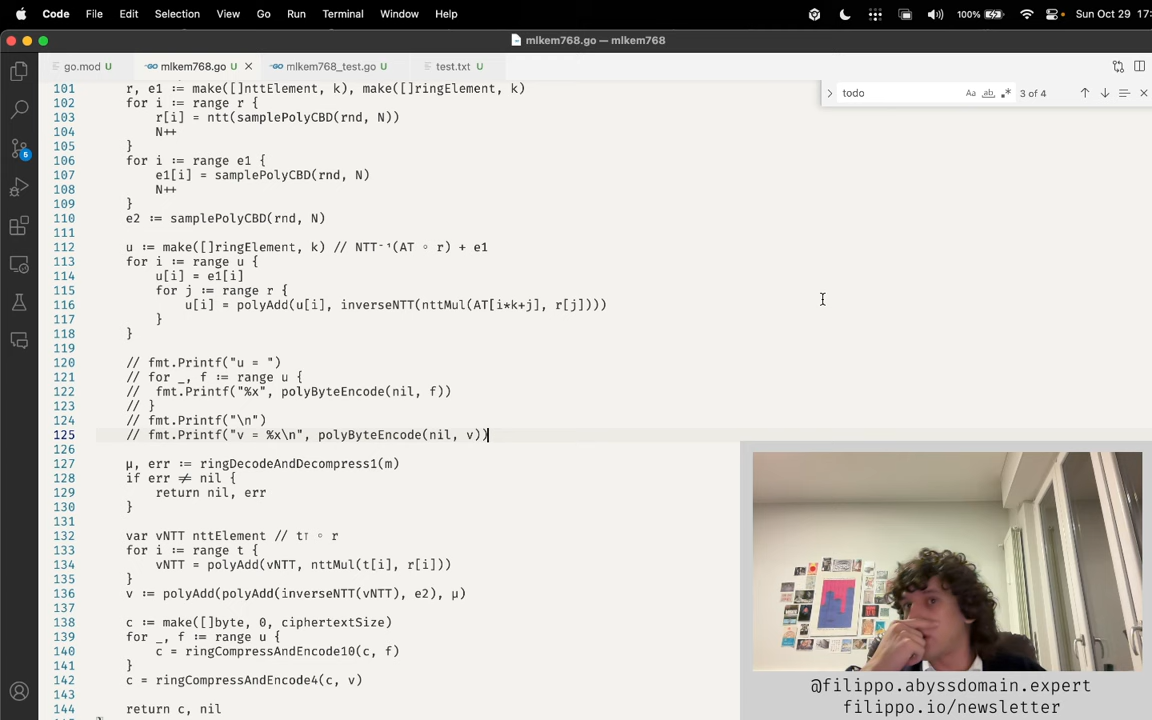 Code File Edit Selection View Go Run Terminal Window Help 100% Sun Oct 29 17:
mlkem768.go — mlkem768
go.mod U mlkem768.go U mlkem768_test.go U test.txt U
todo Aa ab 3 of 4
101 r, e1 := make([]nttElement, k), make([]ringElement, k)
102 for i := range r {
103 r[i] = ntt(samplePolyCBD(rnd, N))
104 N++
105 }
106 for i := range e1 {
107 e1[i] = samplePolyCBD(rnd, N)
108 N++
109 }
110 e2 := samplePolyCBD(rnd, N)
111
112 u := make([]ringElement, k) // NTT⁻¹(AT ◦ r) + e1
113 for i := range u {
114 u[i] = e1[i]
115 for j := range r {
116 u[i] = polyAdd(u[i], inverseNTT(nttMul(AT[i*k+j], r[j])))
117 }
118 }
119
120 // fmt.Printf("u = ")
121 // for _, f := range u {
122 // fmt.Printf("%x", polyByteEncode(nil, f))
123 // }
124 // fmt.Printf("\n")
125 // fmt.Printf("v = %x\n", polyByteEncode(nil, v))
126
127 μ, err := ringDecodeAndDecompress1(m)
128 if err != nil {
129 return nil, err
130 }
131
132 var vNTT nttElement // t⊺ ◦ r
133 for i := range t {
134 vNTT = polyAdd(vNTT, nttMul(t[i], r[i]))
135 }
136 v := polyAdd(polyAdd(inverseNTT(vNTT), e2), μ)
137
138 c := make([]byte, 0, ciphertextSize)
139 for _, f := range u {
140 c = ringCompressAndEncode10(c, f)
141 }
142 c = ringCompressAndEncode4(c, v)
143
144 return c, nil
5
@filippo.abyssdomain.expert
filippo.io/newsletter